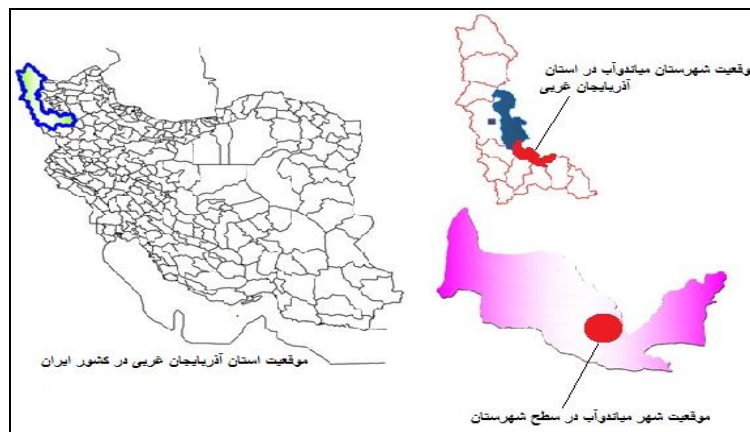 موقعیت شهرستان میاندوآب در استان
آذربایجان غربی
موقعیت استان آذربایجان غربی در کشور ایران
موقعیت شهر میاندوآب در سطح شهرستان